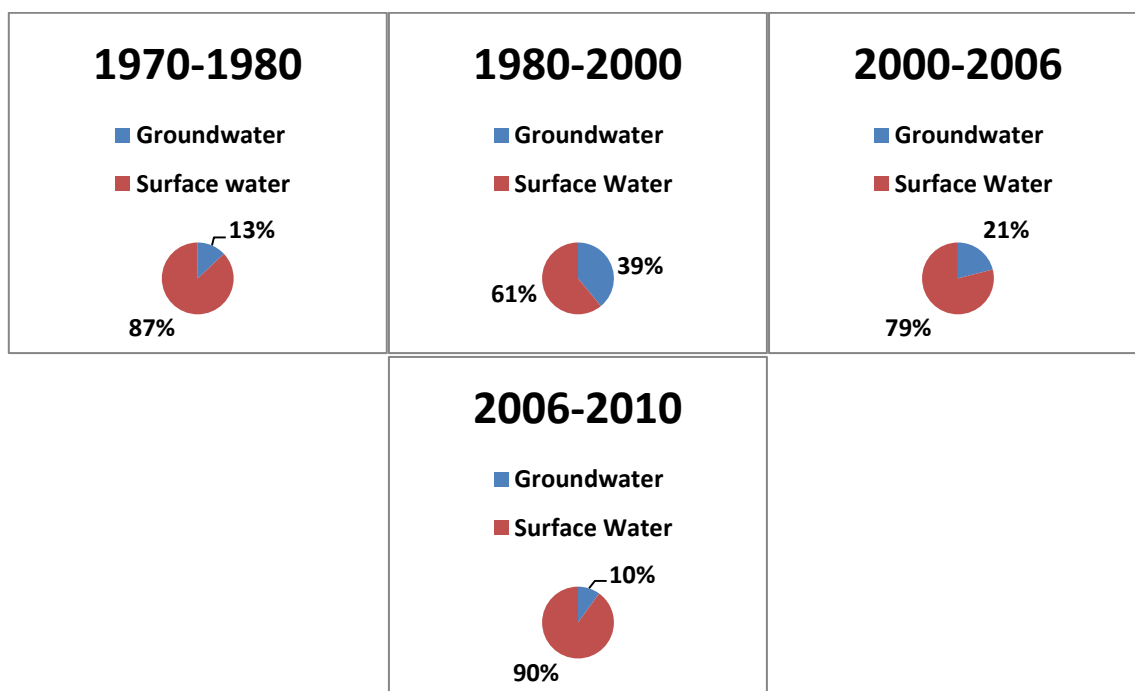 1970-1980
Groundwater
Surface water
13%
87%
1980-2000
Groundwater
Surface Water
39%
61%
2000-2006
Groundwater
Surface Water
21%
79%
2006-2010
Groundwater
Surface Water
10%
90%